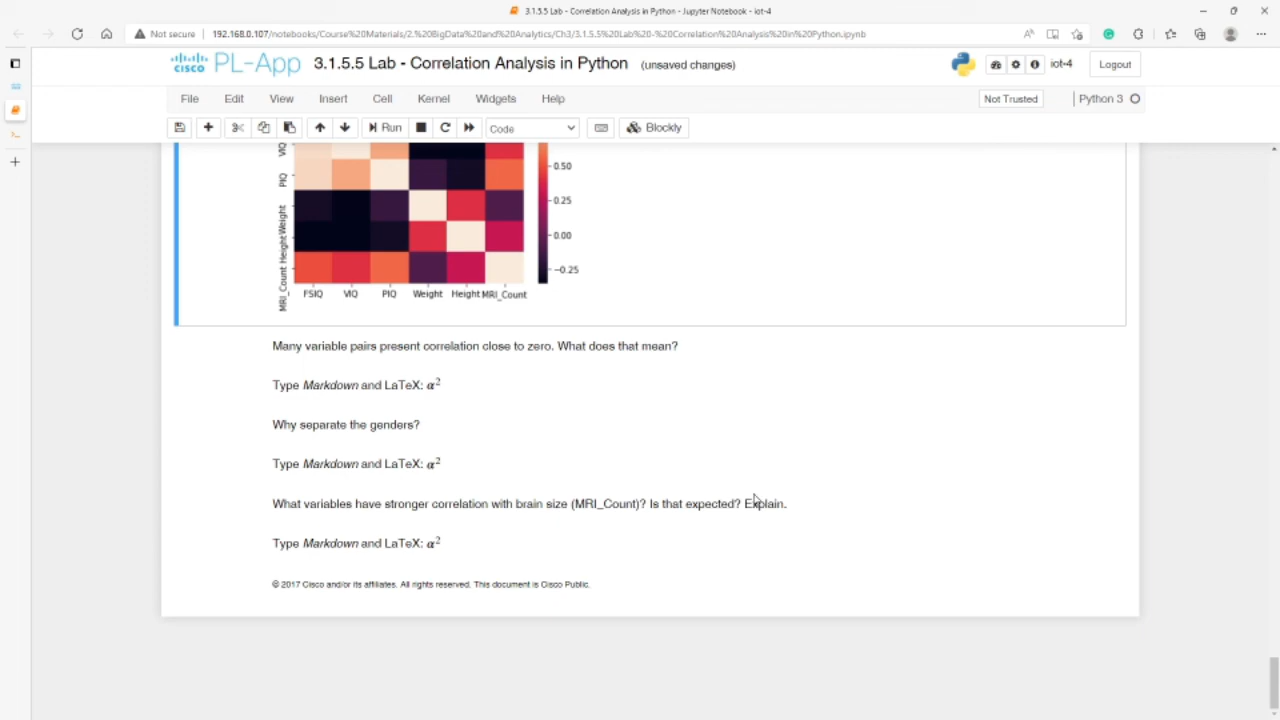 3.1.5.5 Lab - Correlation Analysis in Python - Jupyter Notebook - iot-4
Not secure 192.168.0.107/notebooks/Course%20Materials/2.%20BigData%20and%20Analytics/Ch3/3.1.5.5%20Lab%20-%20Correlation%20Analysis%20in%20Python.ipynb
cisco PL-App 3.1.5.5 Lab - Correlation Analysis in Python (unsaved changes) iot-4 Logout
File Edit View Insert Cell Kernel Widgets Help Not Trusted Python 3
Run Code Blockly
VIQ
PIQ
Weight
Height
MRI_Count
0.50
0.25
0.00
−0.25
FSIQ VIQ PIQ Weight Height MRI_Count
Many variable pairs present correlation close to zero. What does that mean?
Type Markdown and LaTeX: α²
Why separate the genders?
Type Markdown and LaTeX: α²
What variables have stronger correlation with brain size (MRI_Count)? Is that expected? Explain.
Type Markdown and LaTeX: α²
© 2017 Cisco and/or its affiliates. All rights reserved. This document is Cisco Public.